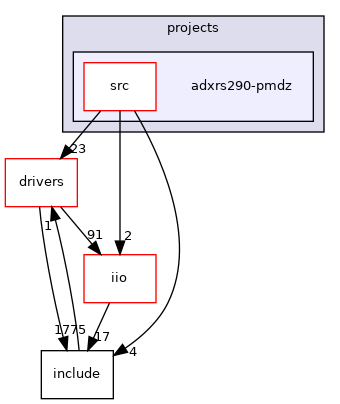 projects
src
adxrs290-pmdz
23
drivers
1
91
2
iio
1775
17
4
include